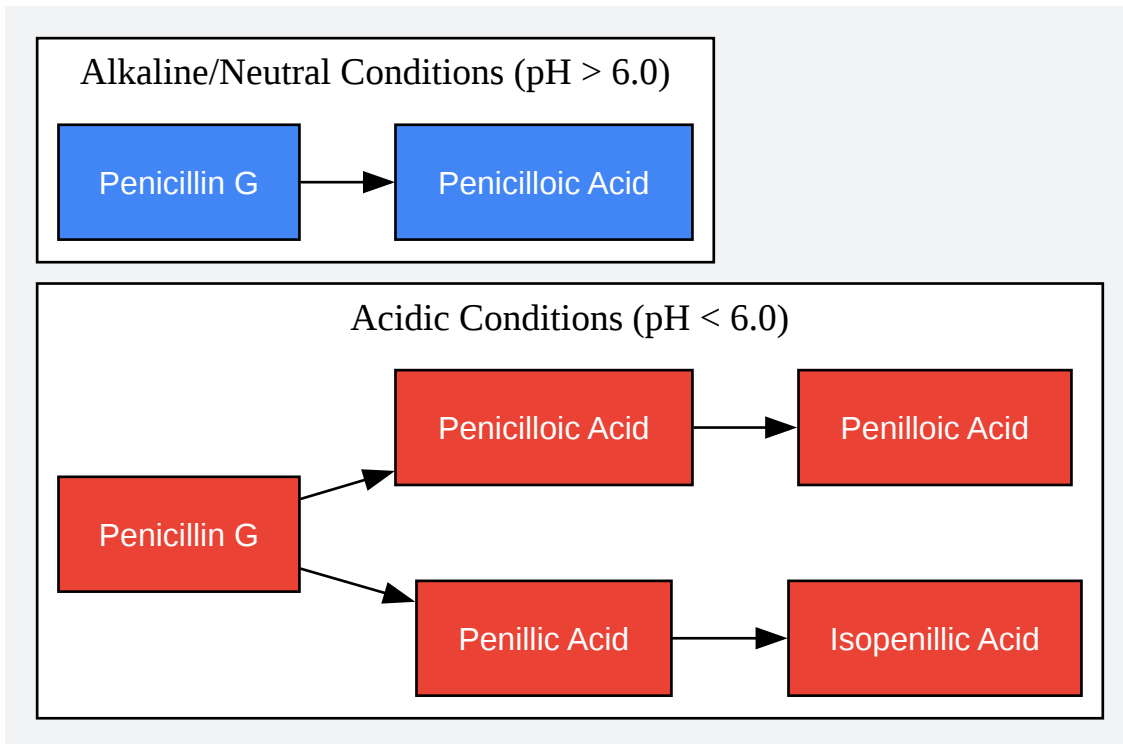 Alkaline/Neutral Conditions (pH > 6.0)
Penicillin G
Penicilloic Acid
Acidic Conditions (pH < 6.0)
Penicillin G
Penicilloic Acid
Penilloic Acid
Penillic Acid
Isopenillic Acid